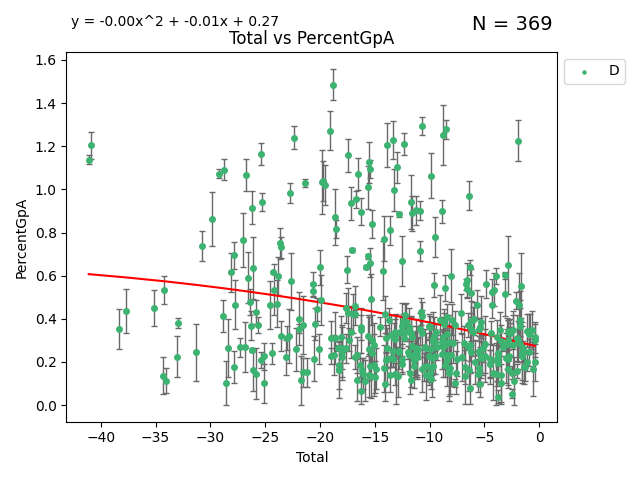 y = -0.00x^2 + -0.01x + 0.27
N = 369
Total vs PercentGpA
D
1.6
1.4
1.2
1.0
0.8
0.6
0.4
0.2
0.0
PercentGpA
−40 −35 −30 −25 −20 −15 −10 −5 0
Total